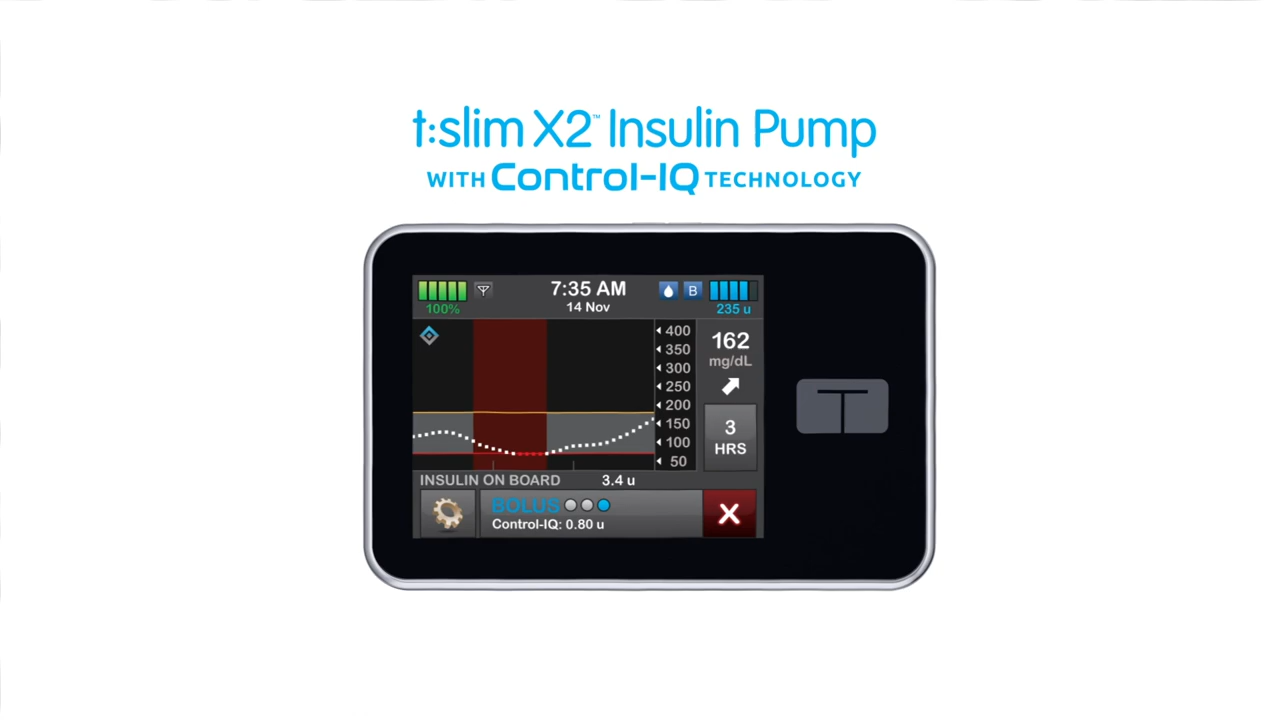 t:slim X2™ Insulin Pump
WITH Control-IQ TECHNOLOGY
7:35 AM
B
100%
14 Nov
235 u
400
350
300
250
200
150
100
50
162
mg/dL
3
HRS
INSULIN ON BOARD 3.4 u
BOLUS
Control-IQ: 0.80 u
X
T